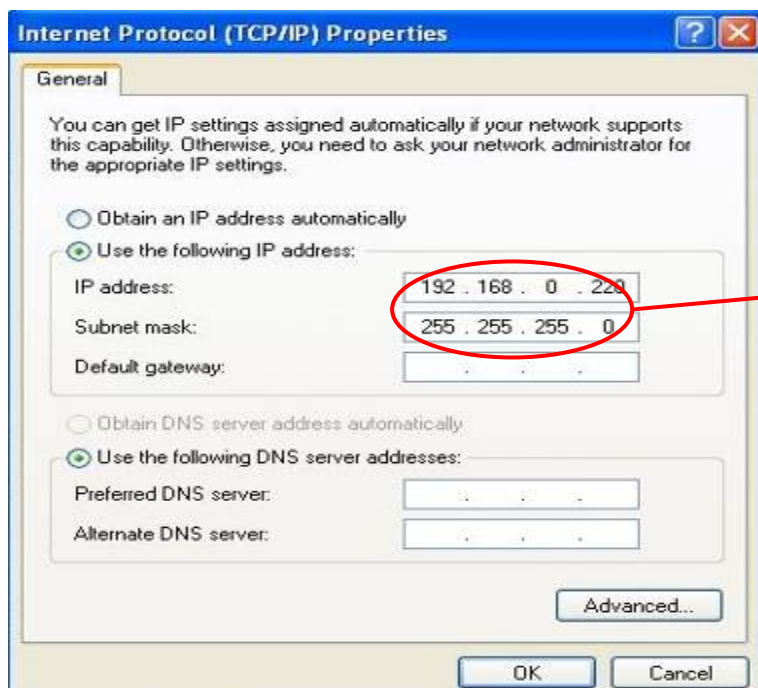 Internet Protocol (TCP/IP) Properties
General
You can get IP settings assigned automatically if your network supports
this capability. Otherwise, you need to ask your network administrator for
the appropriate IP settings.
Obtain an IP address automatically
Use the following IP address:
IP address: 192 . 168 . 0 . 220
Subnet mask: 255 . 255 . 255 . 0
Default gateway: . . .
Obtain DNS server address automatically
Use the following DNS server addresses:
Preferred DNS server: . . .
Alternate DNS server: . . .
Advanced...
OK Cancel